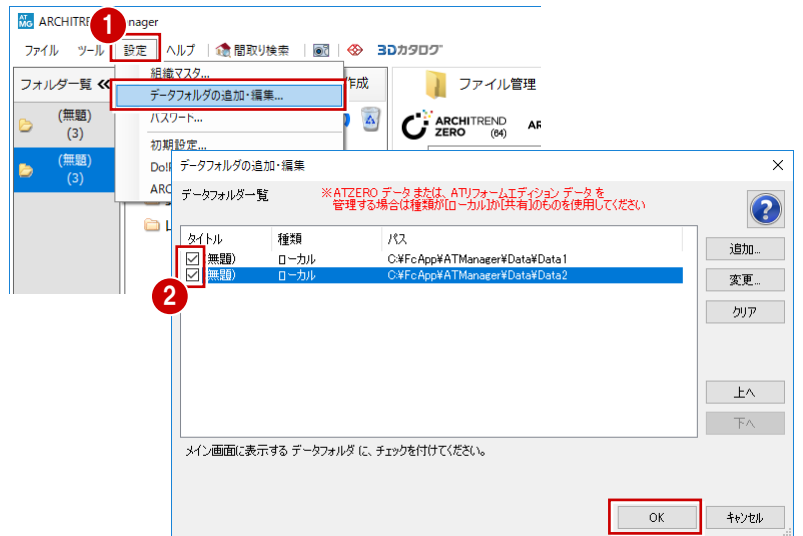 ARCHITRE nager
1
ファイル ツール 設定 ヘルプ 間取り検索 3Dカタログ
組織マスタ...
データフォルダの追加・編集...
パスワード...
初期設定...
フォルダ一覧 «
(無題)
(3)
(無題)
(3)
作成
ファイル管理
ARCHITREND
ZERO (64)
AR
Do!
ARC
L
データフォルダの追加・編集
データフォルダ一覧
※ATZERO データまたは、ATリフォームエディション データを
管理する場合は種類が[ローカル]か[共有]のものを使用してください
タイトル 種類 パス
無題) ローカル C:¥FcApp¥ATManager¥Data¥Data1
無題) ローカル C:¥FcApp¥ATManager¥Data¥Data2
2
追加...
変更...
クリア
上へ
下へ
メイン画面に表示する データフォルダ に、チェックを付けてください。
OK キャンセル